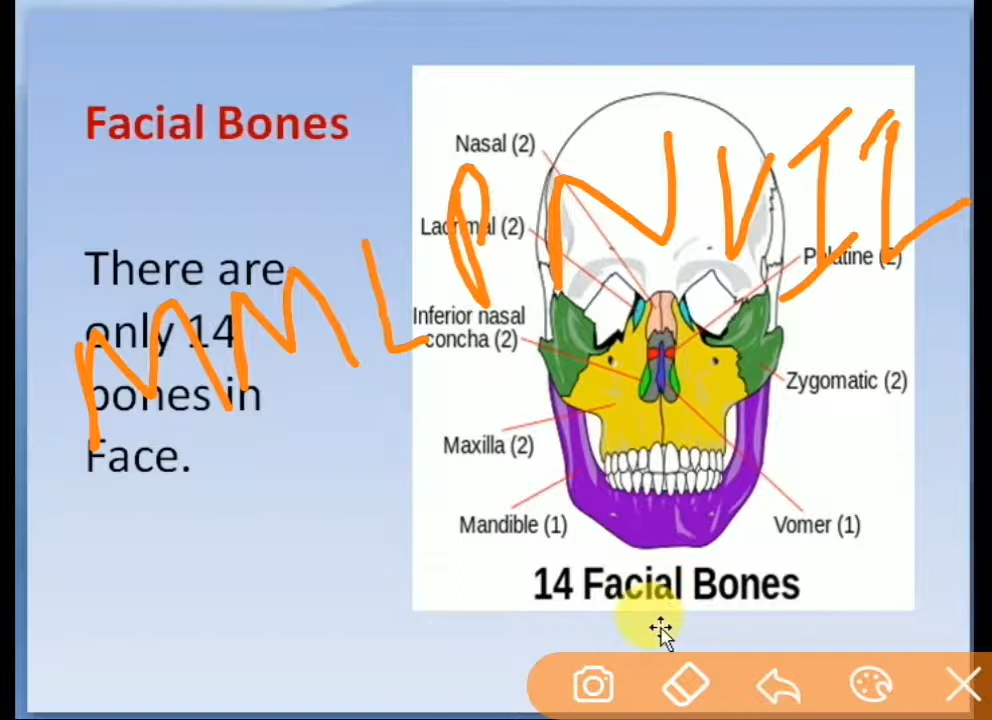 Facial Bones
There are
only 14
bones in
Face.
Nasal (2)
Lacrimal (2)
Palatine (2)
Inferior nasal
concha (2)
Zygomatic (2)
Maxilla (2)
Mandible (1)
Vomer (1)
14 Facial Bones
MMLPNVIZ